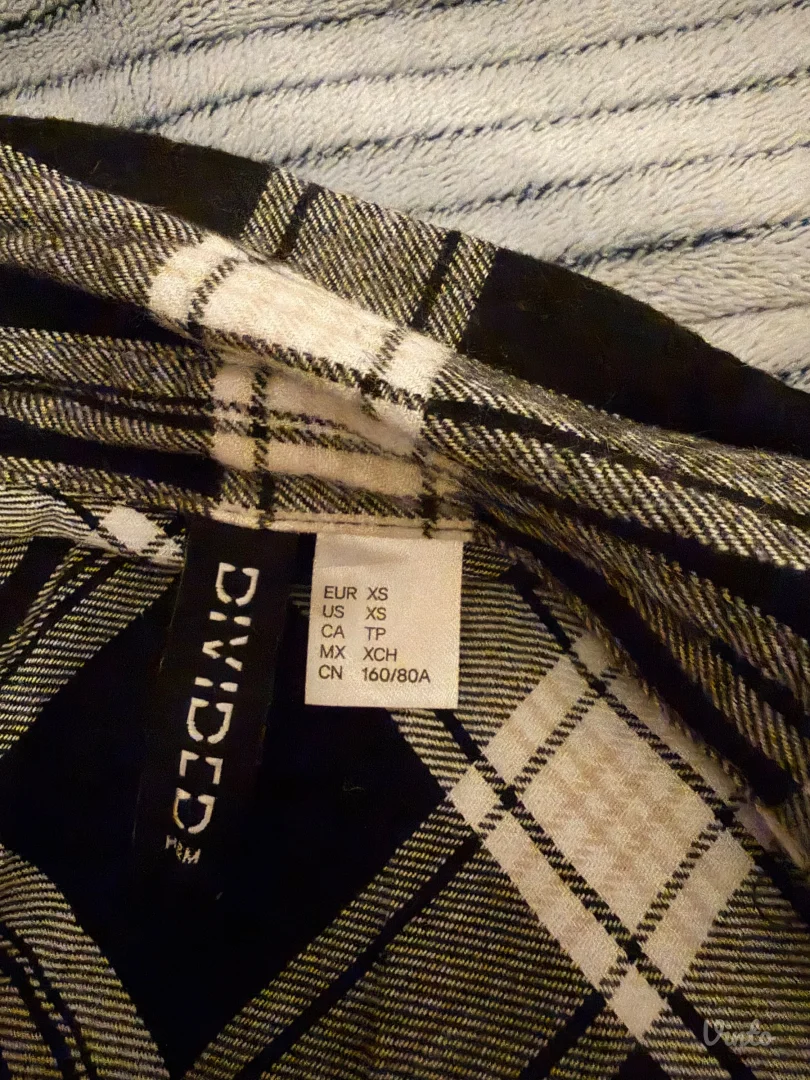 DIVIDED
H&M
EUR XS
US XS
CA TP
MX XCH
CN 160/80A